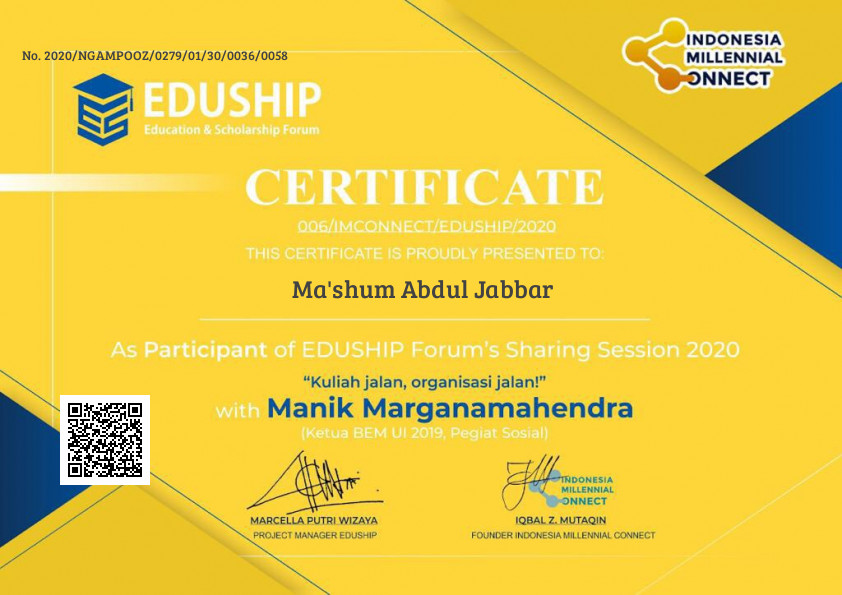 No. 2020/NGAMPOOZ/0279/01/30/0036/0058
INDONESIA
MILLENNIAL
ONNECT
EDUSHIP
Education & Scholarship Forum
CERTIFICATE
006/IMCONNECT/EDUSHIP/2020
THIS CERTIFICATE IS PROUDLY PRESENTED TO:
Ma'shum Abdul Jabbar
As Participant of EDUSHIP Forum's Sharing Session 2020
“Kuliah jalan, organisasi jalan!”
with Manik Marganamahendra
(Ketua BEM UI 2019, Pegiat Sosial)
INDONESIA
MILLENNIAL
ONNECT
MARCELLA PUTRI WIZAYA
PROJECT MANAGER EDUSHIP
IQBAL Z. MUTAQIN
FOUNDER INDONESIA MILLENNIAL CONNECT